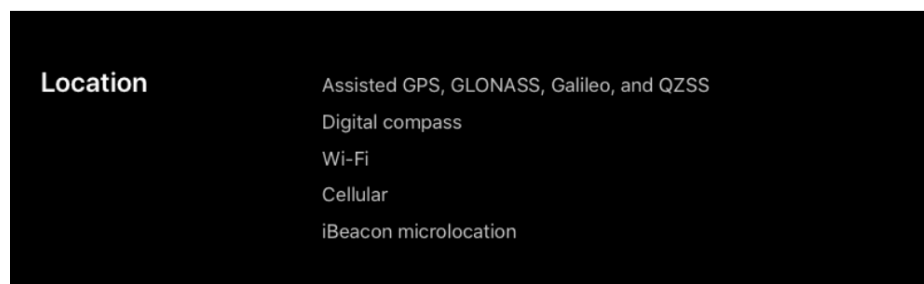 Location
Assisted GPS, GLONASS, Galileo, and QZSS
Digital compass
Wi-Fi
Cellular
iBeacon microlocation